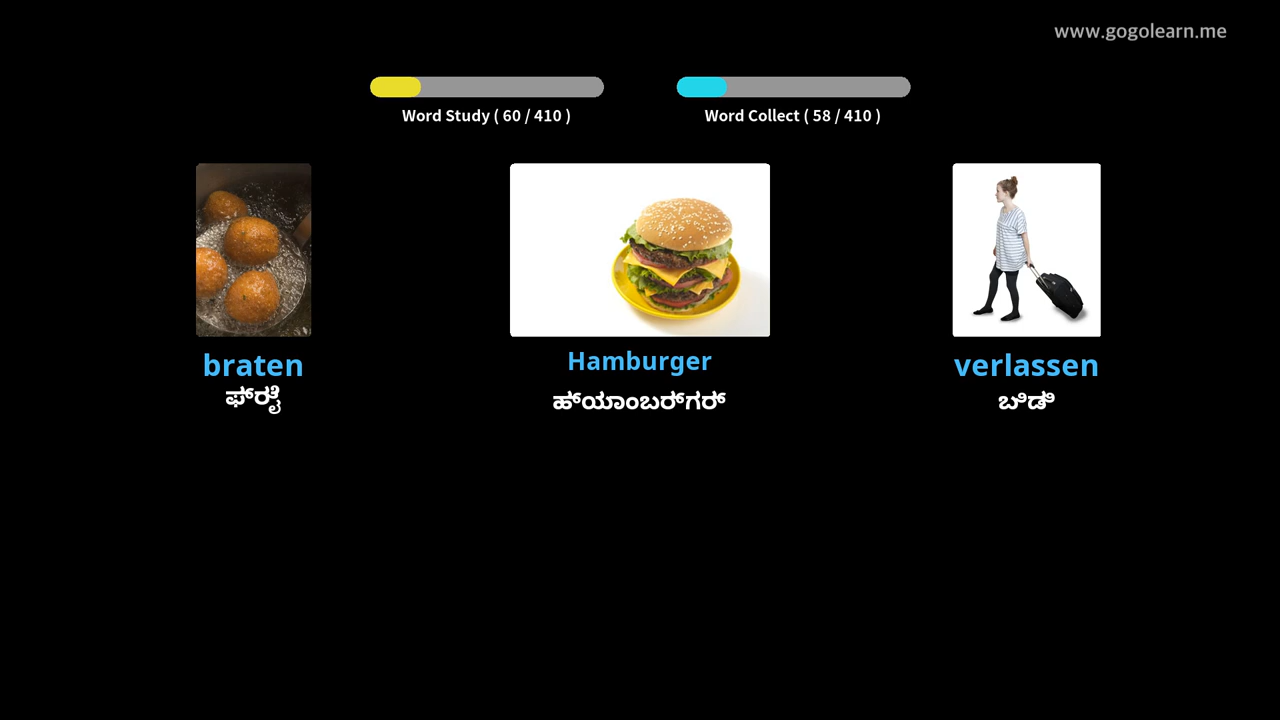 www.gogolearn.me
Word Study ( 60 / 410 )
Word Collect ( 58 / 410 )
braten
ಫ್ರೈ
Hamburger
ಹ್ಯಾಂಬರ್ಗರ್
verlassen
ಬಿಡಿ